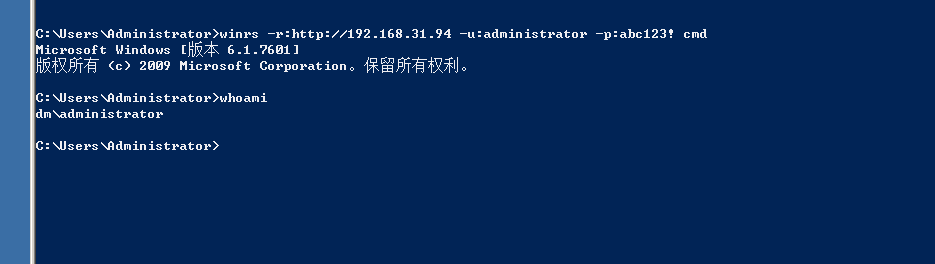 C:\Users\Administrator>winrs -r:http://192.168.31.94 -u:administrator -p:abc123! cmd
Microsoft Windows [版本 6.1.7601]
版权所有 (c) 2009 Microsoft Corporation。保留所有权利。
C:\Users\Administrator>whoami
dm\administrator
C:\Users\Administrator>